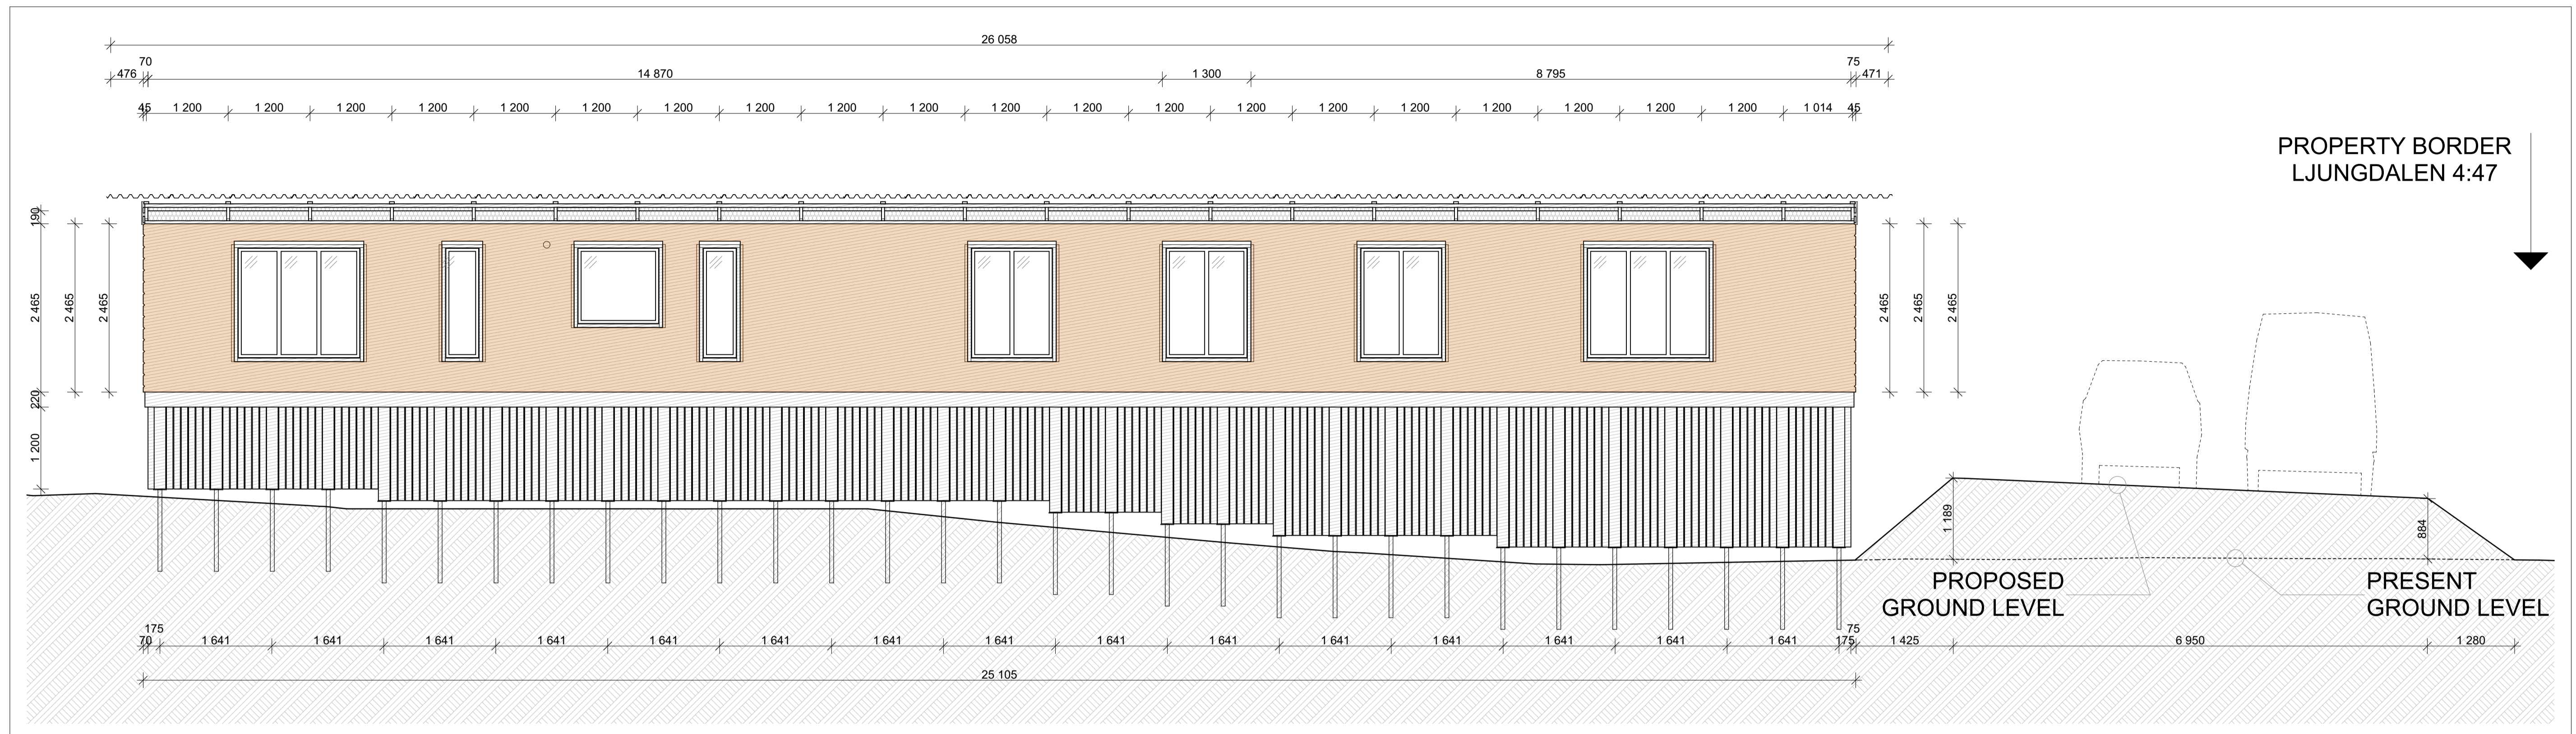 26 058
70 75
476 14 870 1 300 8 795 471
45 1 200 1 200 1 200 1 200 1 200 1 200 1 200 1 200 1 200 1 200 1 200 1 200 1 200 1 200 1 200 1 200 1 200 1 200 1 200 1 200 1 014 45
PROPERTY BORDER
LJUNGDALEN 4:47
190
2 465 2 465 2 465
220
1 200
2 465 2 465 2 465
1 189
884
PROPOSED
GROUND LEVEL
PRESENT
GROUND LEVEL
175 75
70 1 641 1 641 1 641 1 641 1 641 1 641 1 641 1 641 1 641 1 641 1 641 1 641 1 641 1 641 1 641 175 1 425 6 950 1 280
25 105